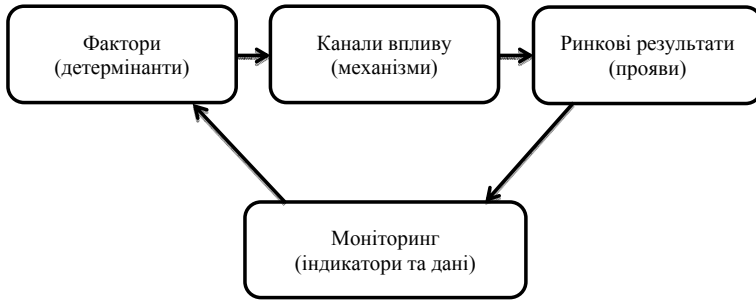 Фактори
(детермінанти)
Канали впливу
(механізми)
Ринкові результати
(прояви)
Моніторинг
(індикатори та дані)